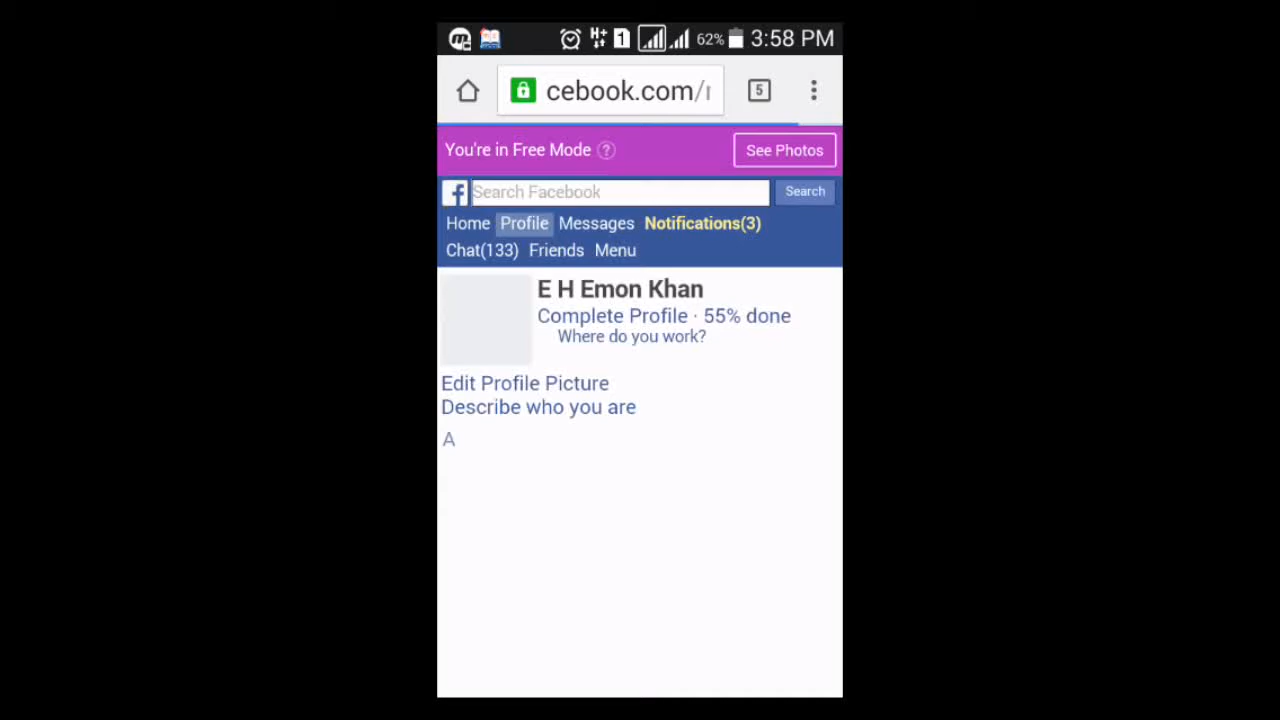 62% 3:58 PM
cebook.com/ 5
You're in Free Mode ? See Photos
Search Facebook Search
Home Profile Messages Notifications(3)
Chat(133) Friends Menu
E H Emon Khan
Complete Profile · 55% done
Where do you work?
Edit Profile Picture
Describe who you are
A